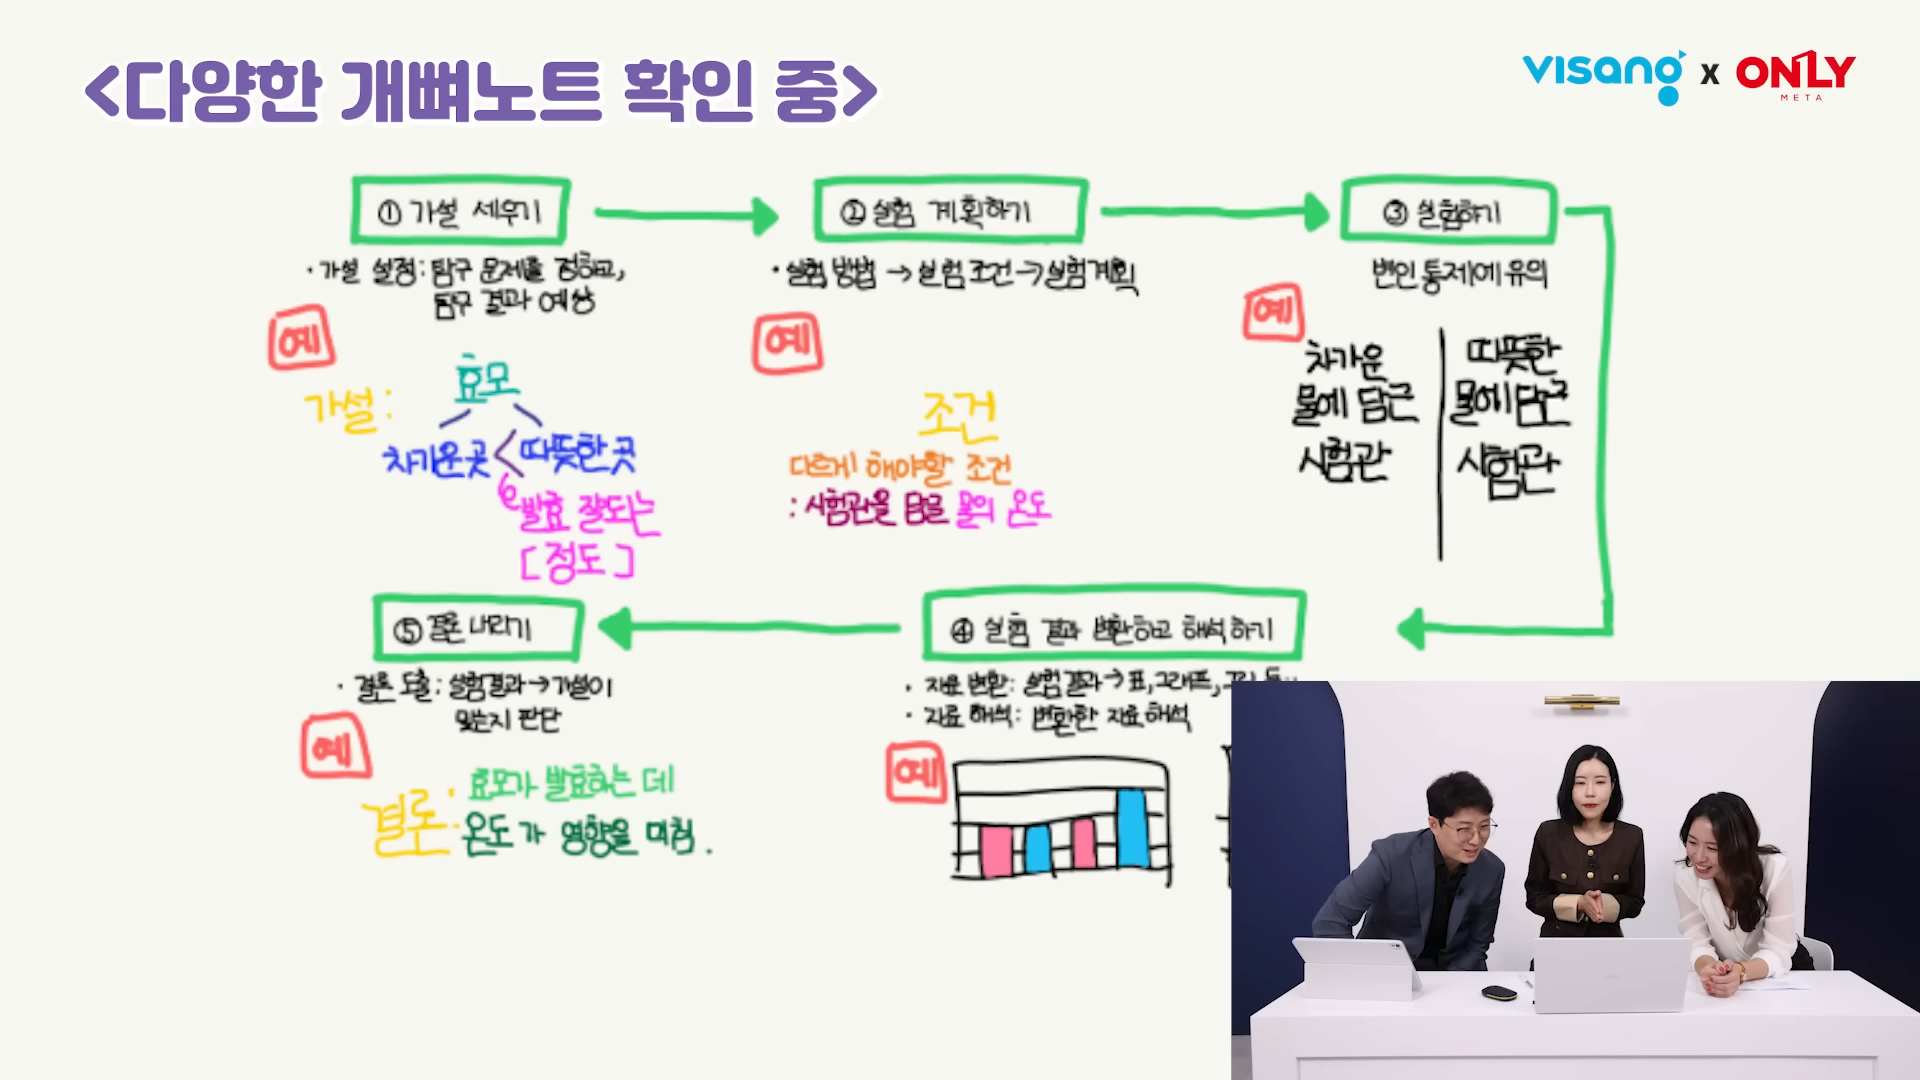 <다양한 개뼈노트 확인 중>
visang x ON1LY
META
① 가설 세우기
② 실험 계획하기
③ 실험하기
· 가설 설정 : 탐구 문제를 정하고,
탐구 결과 예상
· 실험 방법 → 실험 조건 → 실험계획
변인 통제에 유의
예
가설 :
효모
차가운 곳 < 따뜻한 곳
발효 잘되는
[ 정도 ]
예
조건
다르게 해야할 조건
: 시험관을 담글 물의 온도
예
차가운
물에 담근
시험관
따뜻한
물에 담근
시험관
④ 실험 결과 변환하고 해석하기
· 자료 변환 : 실험결과 → 표, 그래프,
· 자료 해석 : 변환한 자료 해석
예
⑤ 결론 내리기
· 결론 도출 : 실험결과 → 가설이
맞는지 판단
예
결론 : 효모가 발효하는 데
온도가 영향을 미침.